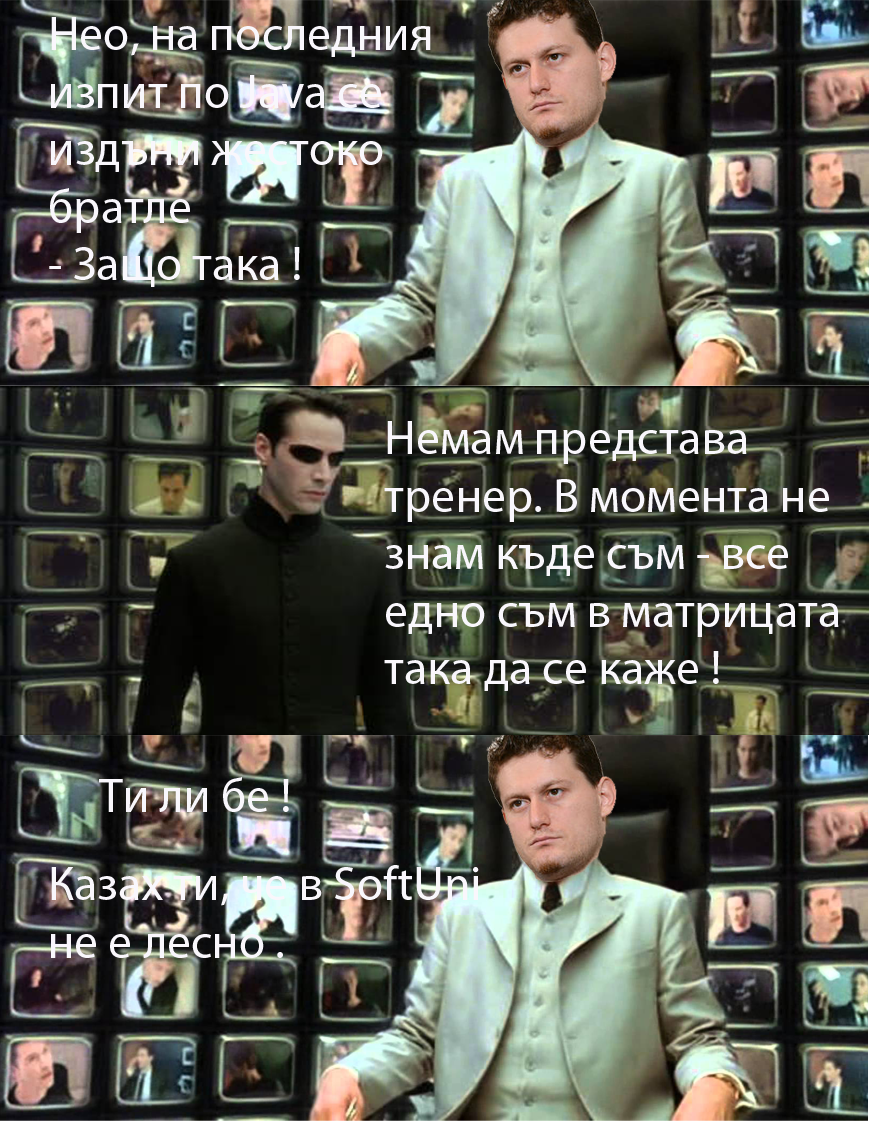 Нео, на последния
изпит по Java се
издъни жестоко
братле
- Защо така !
Немам представа
тренер. В момента не
знам къде съм - все
едно съм в матрицата
така да се каже !
Ти ли бе !
Казах ти, че в SoftUni
не е лесно .